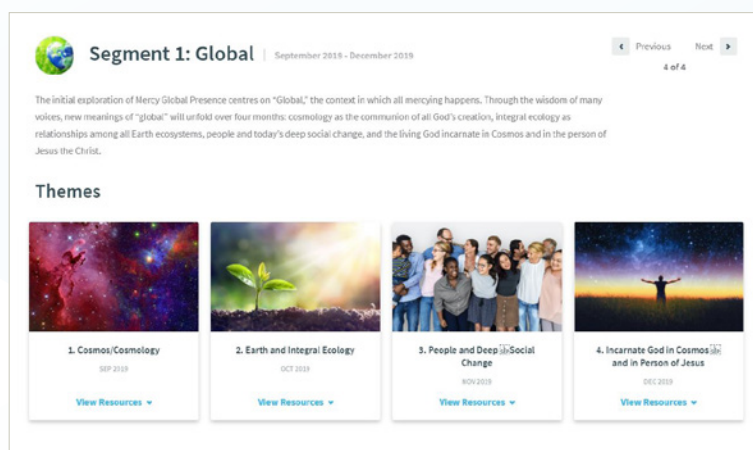 Segment 1: Global | September 2019 - December 2019
Previous Next
4 of 4
The initial exploration of Mercy Global Presence centres on “Global,” the context in which all mercying happens. Through the wisdom of many
voices, new meanings of “global” will unfold over four months: cosmology as the communion of all God’s creation, integral ecology as
relationships among all Earth ecosystems, people and today’s deep social change, and the living God incarnate in Cosmos and in the person of
Jesus the Christ.
Themes
1. Cosmos/Cosmology
SEP 2019
View Resources
2. Earth and Integral Ecology
OCT 2019
View Resources
3. People and Deep Social
Change
NOV 2019
View Resources
4. Incarnate God in Cosmos
and in Person of Jesus
DEC 2019
View Resources